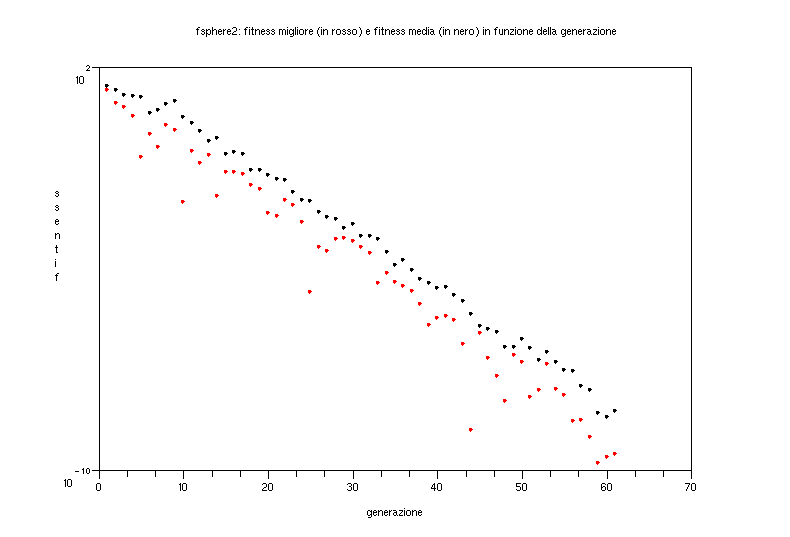 fsphere2: fitness migliore (in rosso) e fitness media (in nero) in funzione della generazione
2
10
s
s
e
n
t
i
f
-10
10
0 10 20 30 40 50 60 70
generazione